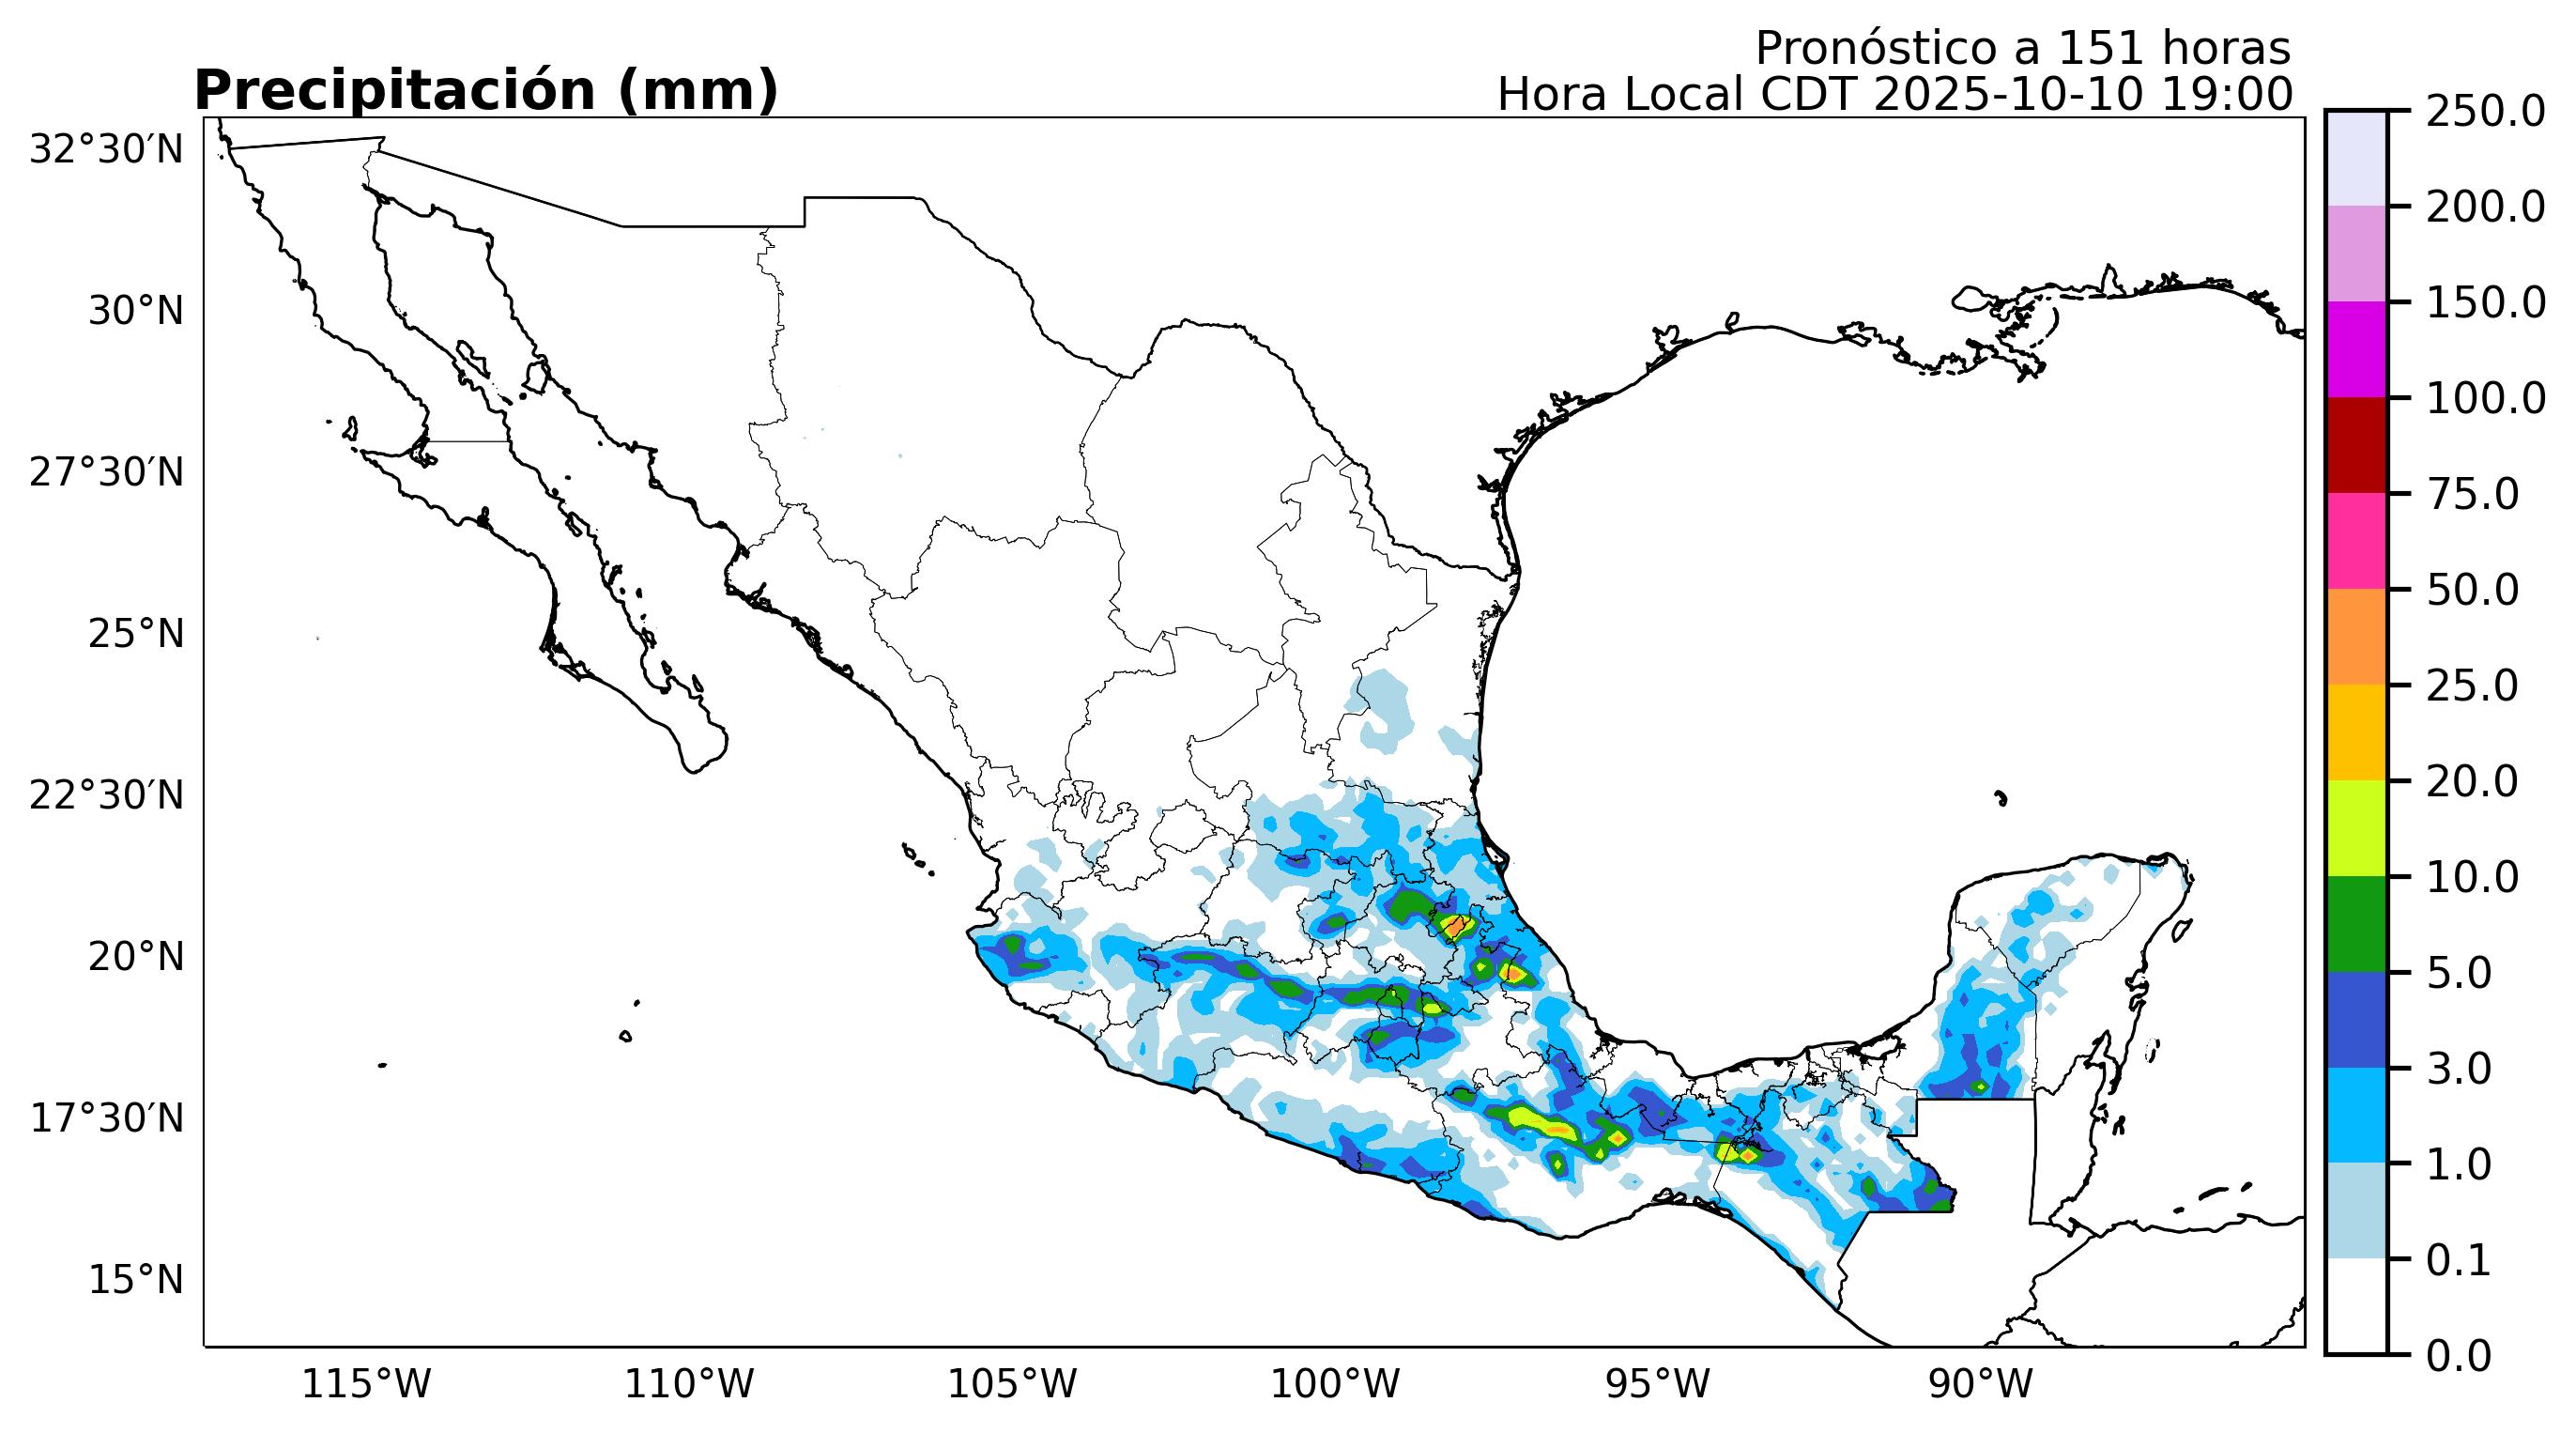 Pronóstico a 151 horas
Precipitación (mm)
Hora Local CDT 2025-10-10 19:00
32°30′N
30°N
27°30′N
25°N
22°30′N
20°N
17°30′N
15°N
115°W
110°W
105°W
100°W
95°W
90°W
250.0
200.0
150.0
100.0
75.0
50.0
25.0
20.0
10.0
5.0
3.0
1.0
0.1
0.0